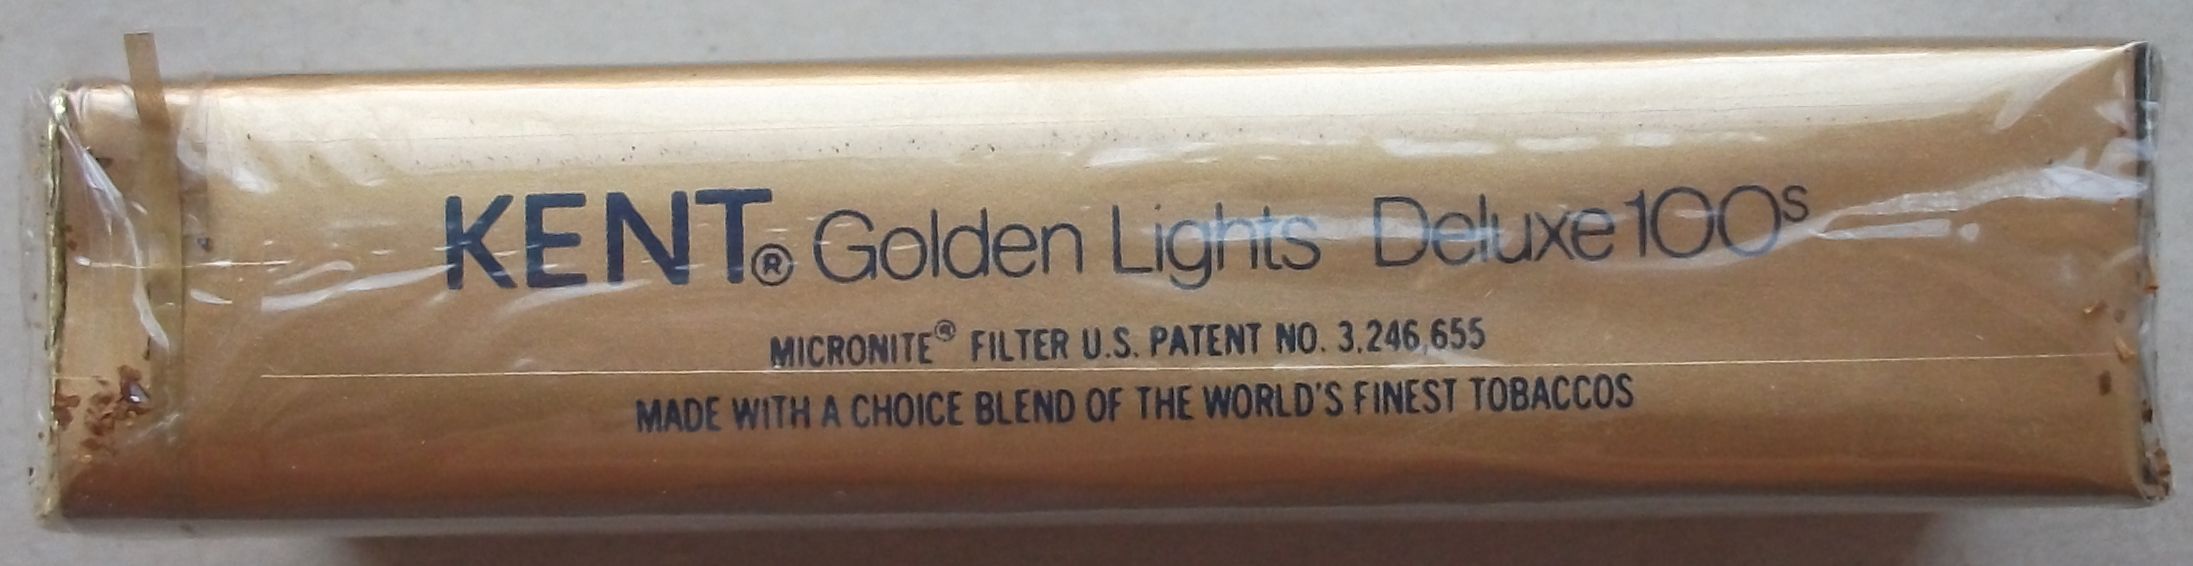 KENT® Golden Lights Deluxe 100s
MICRONITE® FILTER U.S. PATENT NO. 3,246,655
MADE WITH A CHOICE BLEND OF THE WORLD'S FINEST TOBACCOS